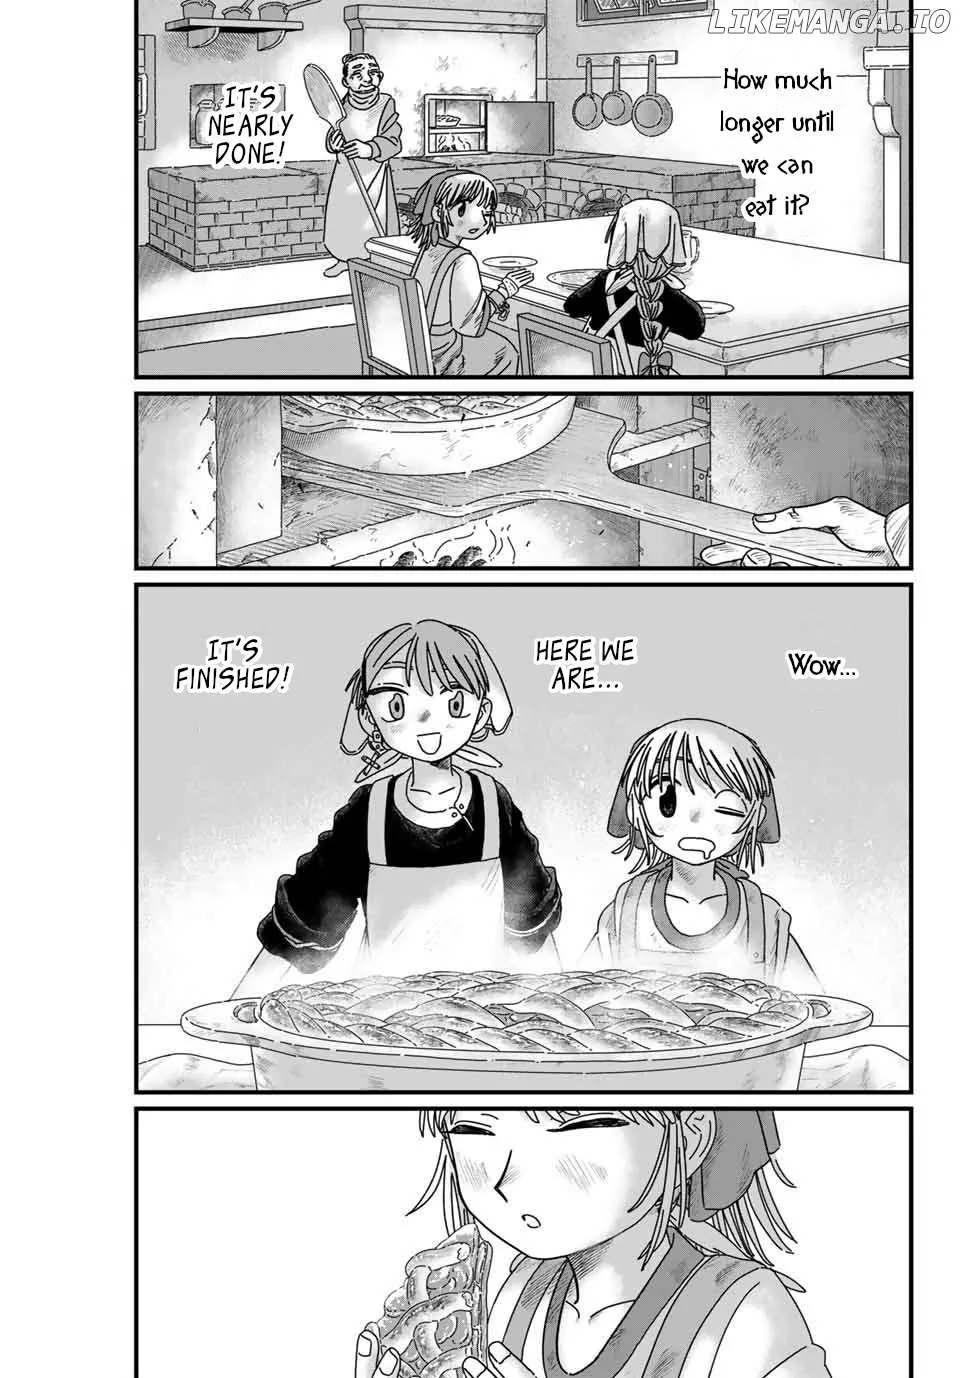 LIKEMANGA.IO
How much
longer until
we can
eat it?
IT'S
NEARLY
DONE!
Wow...
HERE WE
ARE...
IT'S
FINISHED!